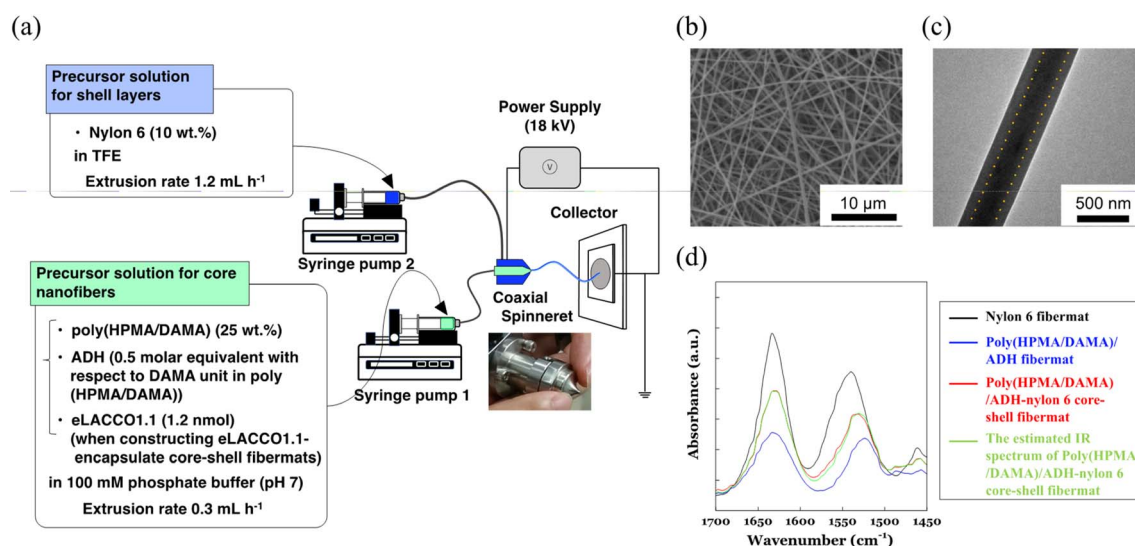 (a)
Precursor solution
for shell layers
・ Nylon 6 (10 wt.%)
in TFE
Extrusion rate 1.2 mL h⁻¹
Syringe pump 2
Precursor solution for core
nanofibers
・ poly(HPMA/DAMA) (25 wt.%)
・ ADH (0.5 molar equivalent with
respect to DAMA unit in poly
(HPMA/DAMA))
・ eLACCO1.1 (1.2 nmol)
(when constructing eLACCO1.1-
encapsulate core-shell fibermats)
in 100 mM phosphate buffer (pH 7)
Extrusion rate 0.3 mL h⁻¹
Syringe pump 1
Power Supply
(18 kV)
V
Collector
Coaxial
Spinneret
(b)
10 μm
(c)
500 nm
(d)
Absorbance (a.u.)
1700 1650 1600 1550 1500 1450
Wavenumber (cm⁻¹)
Nylon 6 fibermat
Poly(HPMA/DAMA)/
ADH fibermat
Poly(HPMA/DAMA)
/ADH-nylon 6 core-
shell fibermat
The estimated IR
spectrum of Poly(HPMA
/DAMA)/ADH-nylon 6
core-shell fibermat